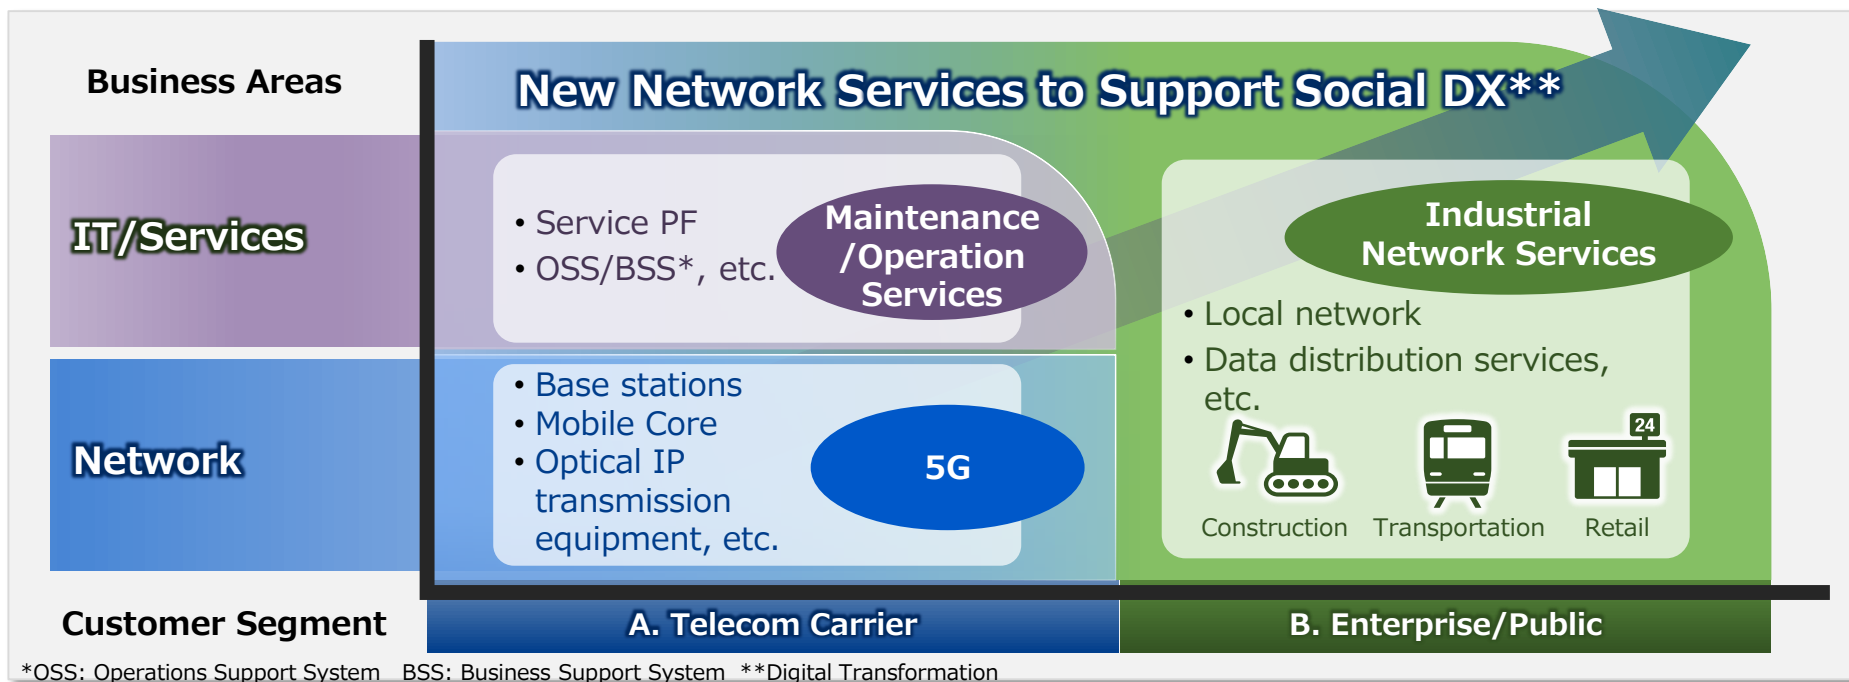 Business Areas
New Network Services to Support Social DX**
IT/Services
• Service PF
• OSS/BSS*, etc.
Maintenance
/Operation
Services
Industrial
Network Services
• Local network
• Data distribution services,
etc.
Network
• Base stations
• Mobile Core
• Optical IP
transmission
equipment, etc.
5G
24
Construction
Transportation
Retail
Customer Segment
A. Telecom Carrier
B. Enterprise/Public
*OSS: Operations Support System BSS: Business Support System **Digital Transformation